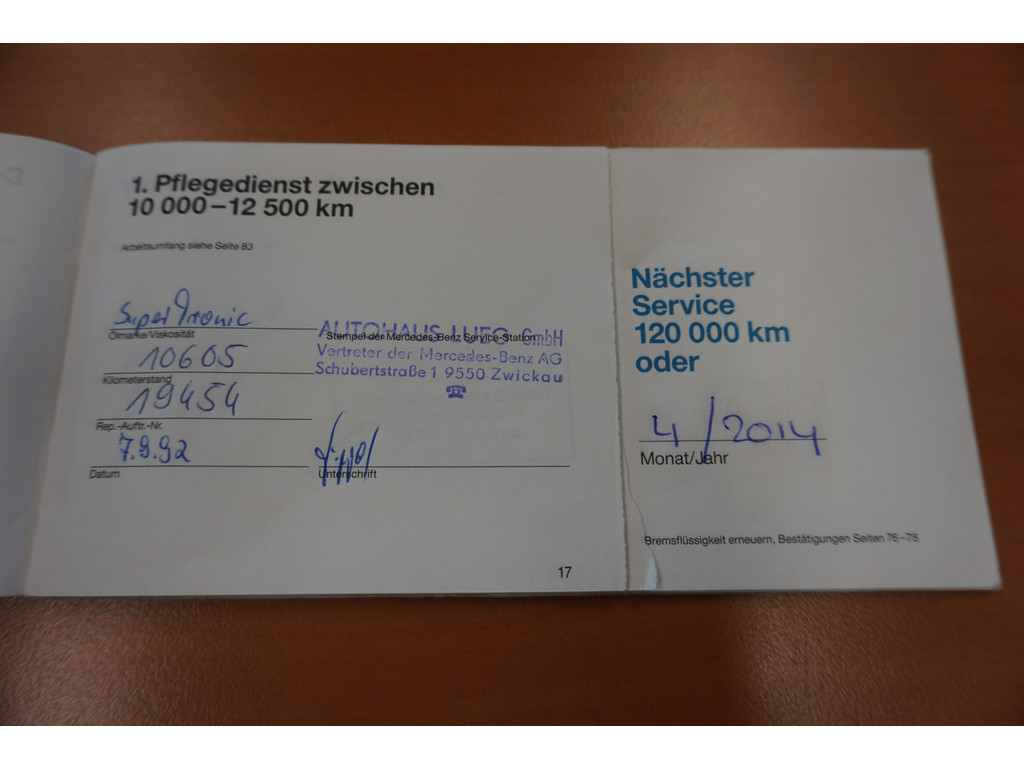 1. Pflegedienst zwischen
10 000–12 500 km
Arbeitsumfang siehe Seite 83
Super Tronic
Ölmarke/Viskosität
10605
Kilometerstand
19454
Rep.-Auftr.-Nr.
7.9.92
Datum
AUTOHAUS LUEG GmbH
Stempel der Mercedes-Benz Service-Station
Vertreter der Mercedes-Benz AG
Schubertstraße 1 9550 Zwickau
☎
Unterschrift
17
Nächster
Service
120 000 km
oder
4/2014
Monat/Jahr
Bremsflüssigkeit erneuern, Bestätigungen Seiten 76–78